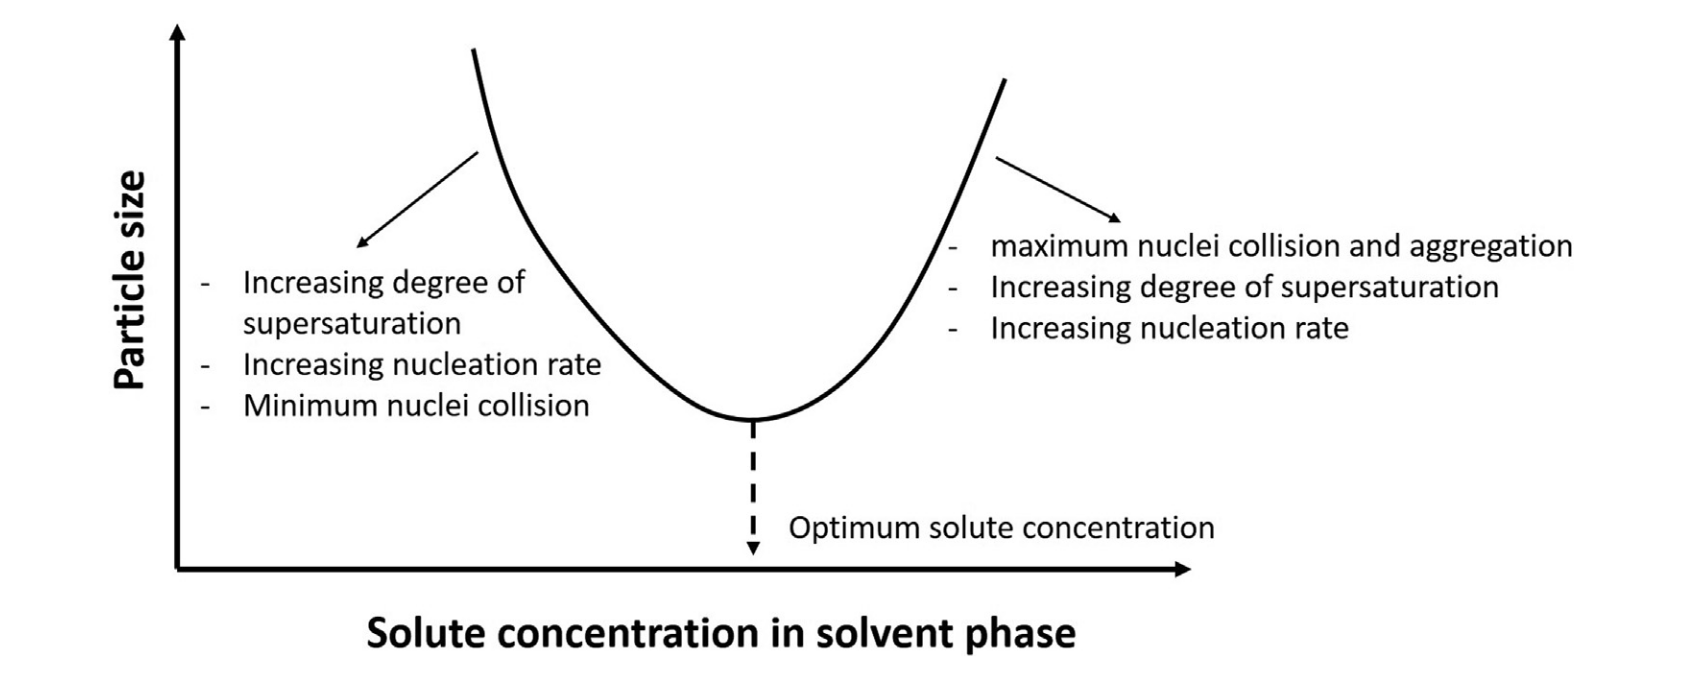 Particle size
- Increasing degree of
supersaturation
- Increasing nucleation rate
- Minimum nuclei collision
- maximum nuclei collision and aggregation
- Increasing degree of supersaturation
- Increasing nucleation rate
Optimum solute concentration
Solute concentration in solvent phase